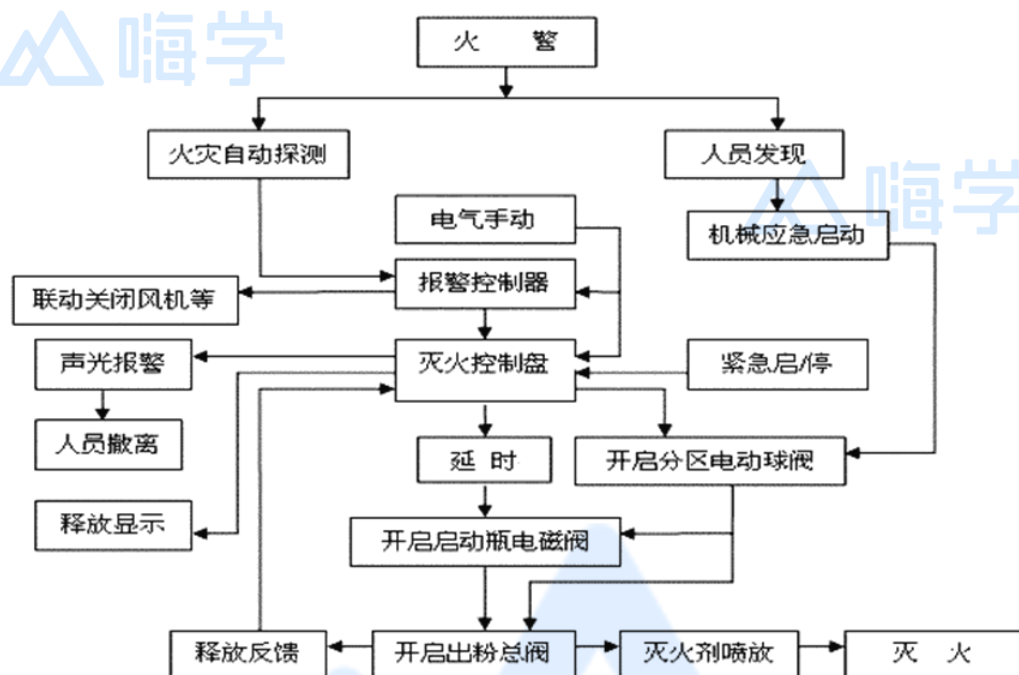 嗨学
火 警
火灾自动探测
人员发现
嗨学
电气手动
机械应急启动
报警控制器
联动关闭风机等
声光报警
灭火控制盘
紧急启/停
人员撤离
延 时
开启分区电动球阀
释放显示
开启启动瓶电磁阀
释放反馈
开启出粉总阀
灭火剂喷放
灭 火